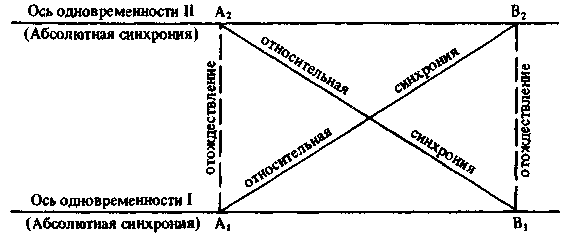 Ось одновременности II A₂ B₂
(Абсолютная синхрония)
относительная синхрония
отождествление
относительная синхрония
отождествление
Ось одновременности I
(Абсолютная синхрония) A₁ B₁